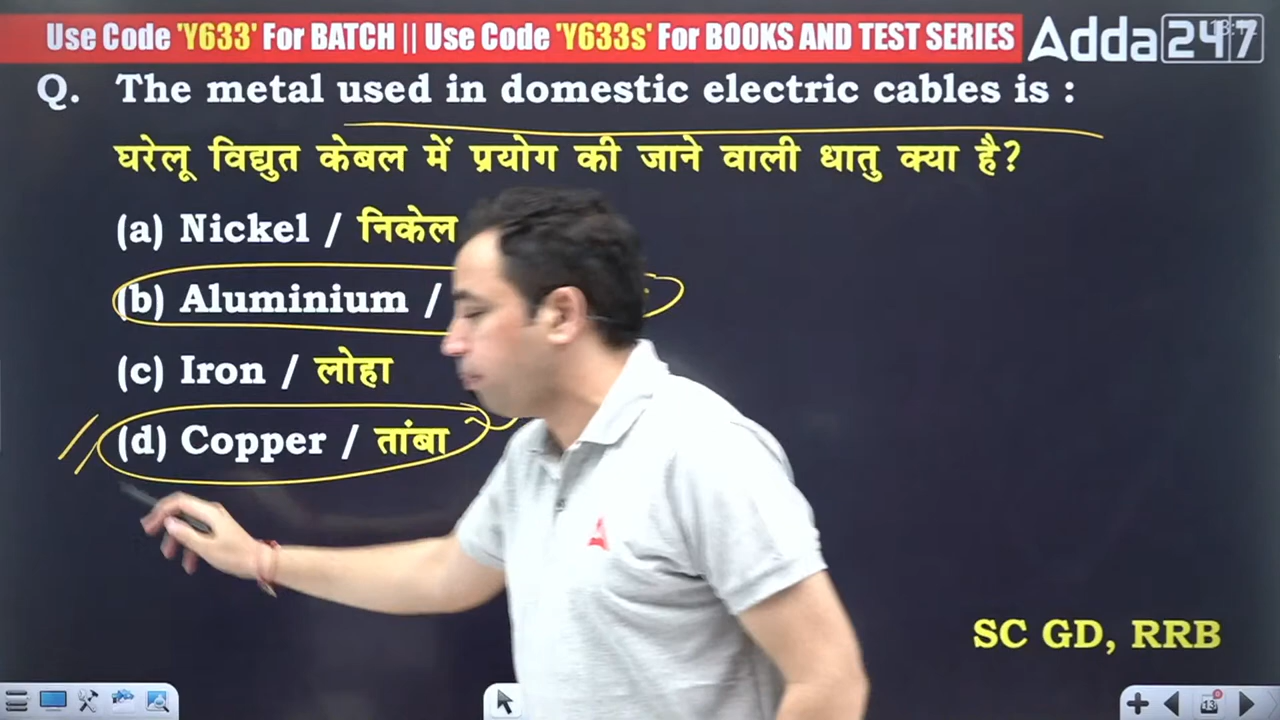 Use Code 'Y633' For BATCH || Use Code 'Y633s' For BOOKS AND TEST SERIES
Adda247
Q. The metal used in domestic electric cables is :
घरेलू विद्युत केबल में प्रयोग की जाने वाली धातु क्या है?
(a) Nickel / निकेल
(b) Aluminium /
(c) Iron / लोहा
(d) Copper / तांबा
SC GD, RRB
13